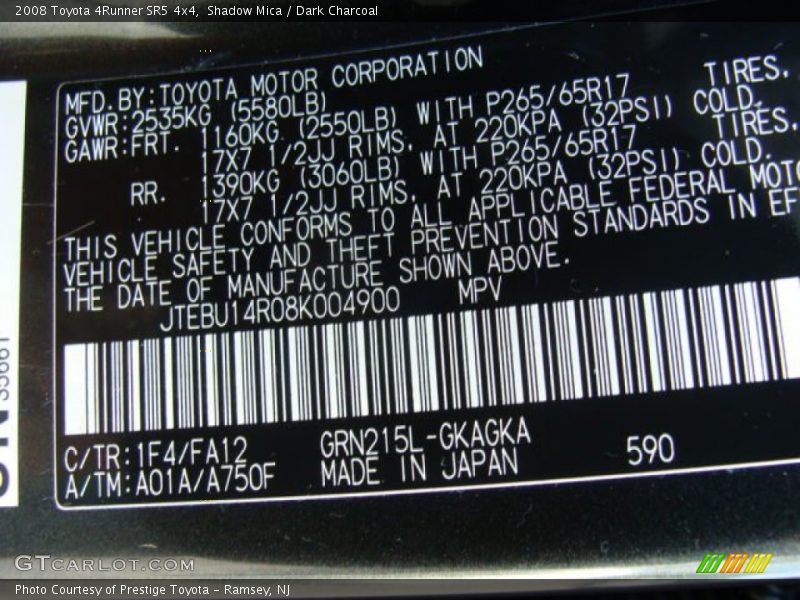 2008 Toyota 4Runner SR5 4x4, Shadow Mica / Dark Charcoal
MFD. BY: TOYOTA MOTOR CORPORATION
GVWR: 2535KG (5580LB)
GAWR: FRT. 1160KG (2550LB) WITH P265/65R17 TIRES,
17X7 1/2JJ RIMS, AT 220KPA (32PSI) COLD.
RR. 1390KG (3060LB) WITH P265/65R17 TIRES,
17X7 1/2JJ RIMS, AT 220KPA (32PSI) COLD.
THIS VEHICLE CONFORMS TO ALL APPLICABLE FEDERAL MOTO
VEHICLE SAFETY AND THEFT PREVENTION STANDARDS IN EF
THE DATE OF MANUFACTURE SHOWN ABOVE.
JTEBU14R08K004900 MPV
C/TR: 1F4/FA12 GRN215L-GKAGKA 590
A/TM: A01A/A750F MADE IN JAPAN
GTCARLOT.COM
Photo Courtesy of Prestige Toyota - Ramsey, NJ